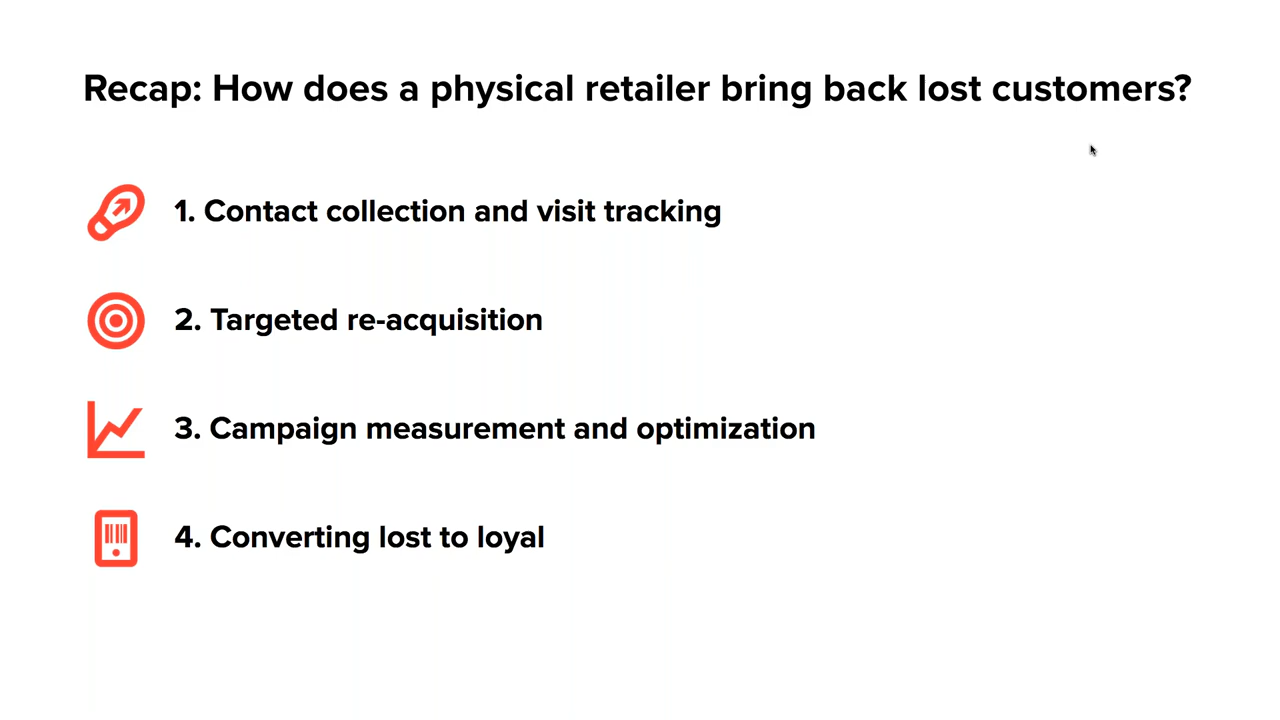 Recap: How does a physical retailer bring back lost customers?
1. Contact collection and visit tracking
2. Targeted re-acquisition
3. Campaign measurement and optimization
4. Converting lost to loyal